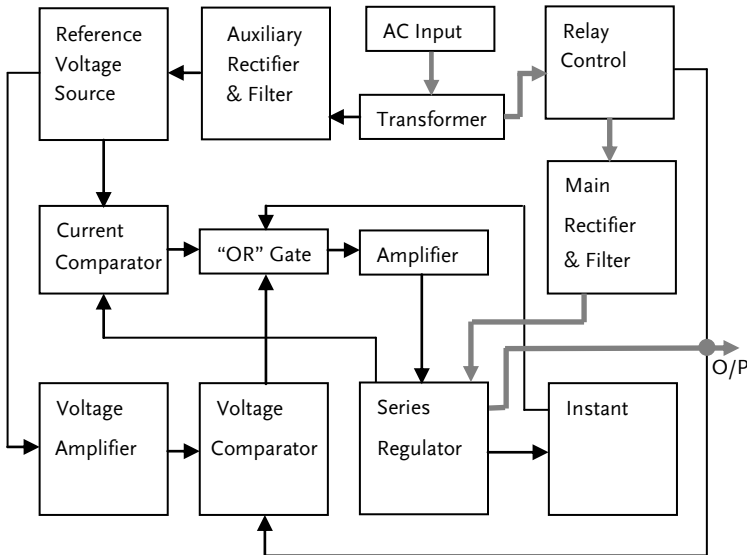 Reference
Voltage
Source
Auxiliary
Rectifier
& Filter
AC Input
Transformer
Relay
Control
Main
Rectifier
& Filter
Current
Comparator
“OR” Gate
Amplifier
O/P
Voltage
Amplifier
Voltage
Comparator
Series
Regulator
Instant